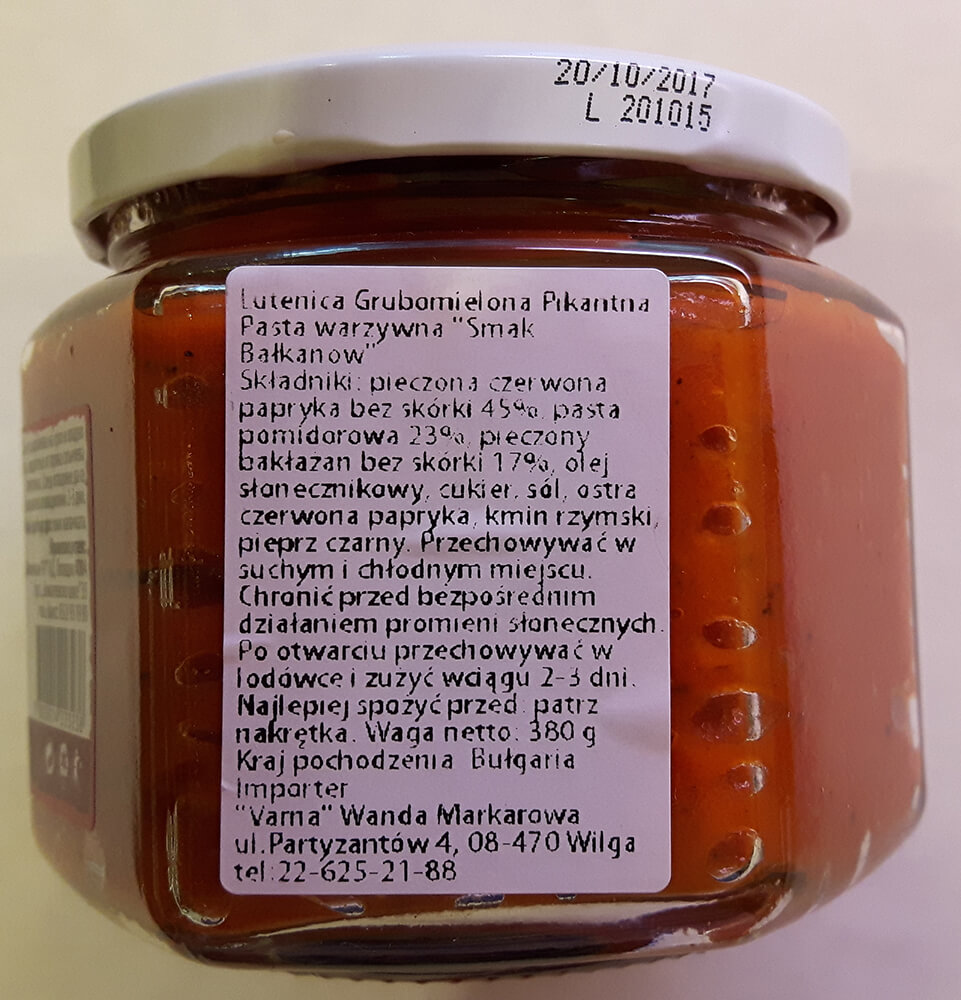 20/10/2017
L 201015
Lutenica Grubomielona Pikantna
Pasta warzywna "Smak
Bałkanow"
Składniki: pieczona czerwona
papryka bez skórki 45%, pasta
pomidorowa 23%, pieczony
bakłażan bez skórki 17%, olej
słonecznikowy, cukier, sól, ostra
czerwona papryka, kmin rzymski,
pieprz czarny. Przechowywać w
suchym i chłodnym miejscu.
Chronić przed bezpośrednim
działaniem promieni słonecznych.
Po otwarciu przechowywać w
lodówce i zużyć wciągu 2-3 dni.
Najlepiej spożyć przed: patrz
nakrętka. Waga netto: 380 g
Kraj pochodzenia Bułgaria
Importer
"Varna" Wanda Markarowa
ul.Partyzantów 4, 08-470 Wilga
tel:22-625-21-88